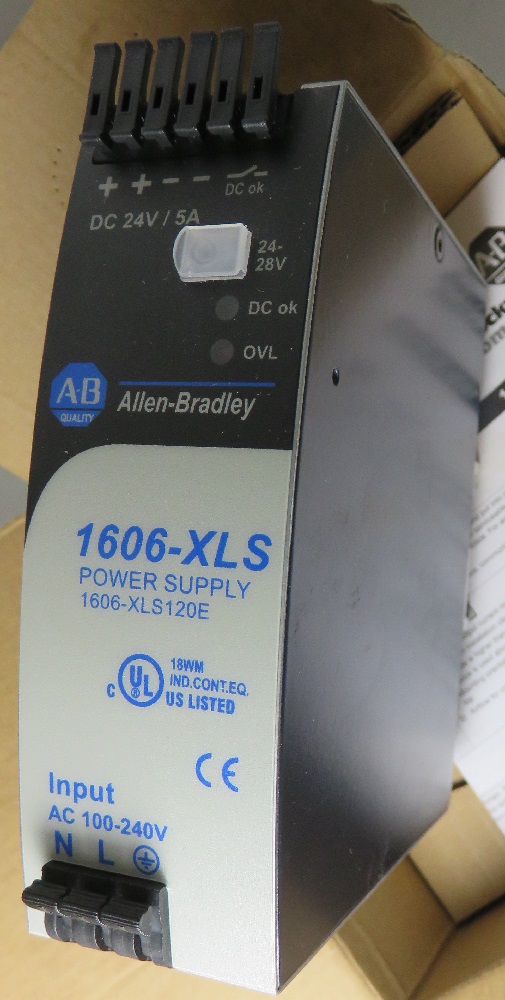 + + − −
DC ok
DC 24V / 5A
24-
28V
DC ok
OVL
AB
QUALITY
Allen-Bradley
1606-XLS
POWER SUPPLY
1606-XLS120E
C UL ® US LISTED
18WM
IND.CONT.EQ.
CE
Input
AC 100-240V
N L
AB